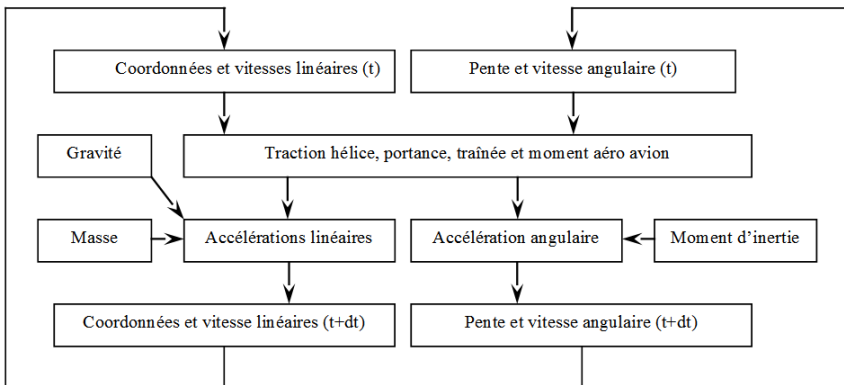 Coordonnées et vitesses linéaires (t)
Pente et vitesse angulaire (t)
Gravité
Traction hélice, portance, traînée et moment aéro avion
Masse
Accélérations linéaires
Accélération angulaire
Moment d’inertie
Coordonnées et vitesse linéaires (t+dt)
Pente et vitesse angulaire (t+dt)